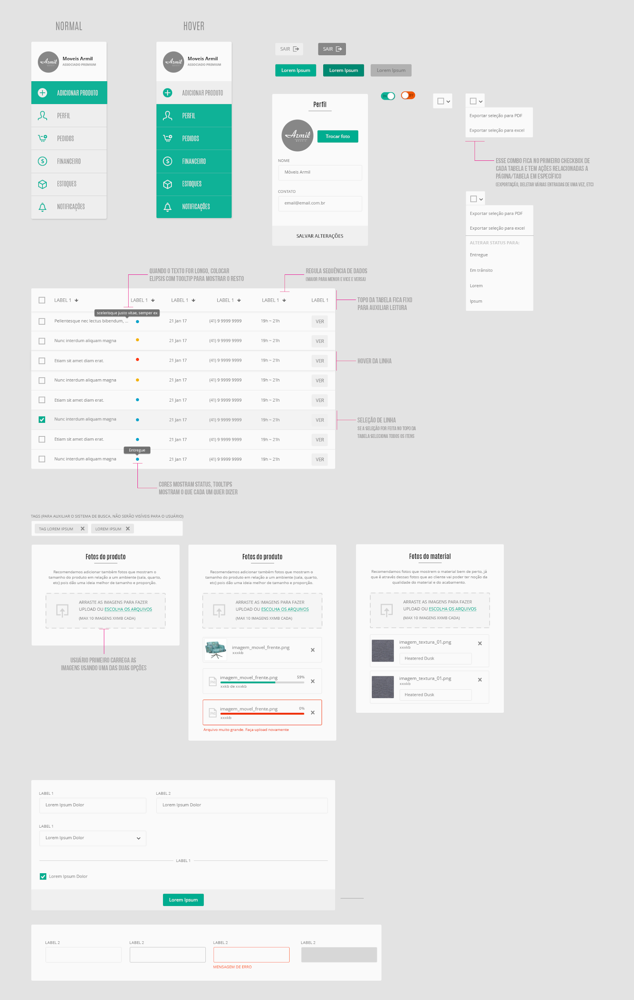 NORMAL
HOVER
Armil
MOVEIS
Moveis Armil
ASSOCIADO PREMIUM
ADICIONAR PRODUTO
PERFIL
PEDIDOS
FINANCEIRO
ESTOQUES
NOTIFICAÇÕES
Armil
MOVEIS
Moveis Armil
ASSOCIADO PREMIUM
ADICIONAR PRODUTO
PERFIL
PEDIDOS
FINANCEIRO
ESTOQUES
NOTIFICAÇÕES
SAIR
SAIR
Lorem Ipsum
Lorem Ipsum
Lorem Ipsum
Perfil
Armil
MOVEIS
Trocar foto
NOME
Móveis Armil
CONTATO
email@email.com.br
SALVAR ALTERAÇÕES
ON
OFF
Exportar seleção para PDF
Exportar seleção para excel
ESSE COMBO FICA NO PRIMEIRO CHECKBOX DE
CADA TABELA E TEM AÇÕES RELACIONADAS A
PÁGINA/TABELA EM ESPECÍFICO
(EXPORTAÇÃO, DELETAR VÁRIAS ENTRADAS DE UMA VEZ, ETC)
Exportar seleção para PDF
Exportar seleção para excel
ALTERAR STATUS PARA:
Entregue
Em trânsito
Lorem
Ipsum
QUANDO O TEXTO FOR LONGO, COLOCAR
ELIPSIS COM TOOLTIP PARA MOSTRAR O RESTO
REGULA SEQUÊNCIA DE DADOS
(MAIOR PARA MENOR E VICE E VERSA)
LABEL 1 LABEL 1 LABEL 1 LABEL 1 LABEL 1 LABEL 1
TOPO DA TABELA FICA FIXO
PARA AUXILIAR LEITURA
scelerisque justo vitae, semper ex
Pellentesque nec lectus bibendum, ... 21 Jan 17 (41) 9 9999 9999 19h ~ 21h VER
Nunc interdum aliquam magna 21 Jan 17 (41) 9 9999 9999 19h ~ 21h VER
Etiam sit amet diam erat. 21 Jan 17 (41) 9 9999 9999 19h ~ 21h VER
HOVER DA LINHA
Nunc interdum aliquam magna 21 Jan 17 (41) 9 9999 9999 19h ~ 21h VER
Etiam sit amet diam erat. 21 Jan 17 (41) 9 9999 9999 19h ~ 21h VER
Nunc interdum aliquam magna 21 Jan 17 (41) 9 9999 9999 19h ~ 21h VER
SELEÇÃO DE LINHA
SE A SELEÇÃO FOR FEITA NO TOPO DA
TABELA SELECIONA TODOS OS ITENS
Etiam sit amet diam erat. 21 Jan 17 (41) 9 9999 9999 19h ~ 21h VER
Entregue
Nunc interdum aliquam magna 21 Jan 17 (41) 9 9999 9999 19h ~ 21h VER
CORES MOSTRAM STATUS, TOOLTIPS
MOSTRAM O QUE CADA UM QUER DIZER
TAGS (PARA AUXILIAR O SISTEMA DE BUSCA, NÃO SERÃO VISÍVEIS PARA O USUÁRIO)
TAG LOREM IPSUM
LOREM IPSUM
Fotos do produto
Recomendamos adicionar também fotos que mostram o
tamanho do produto em relação a um ambiente (sala, quarto,
etc) pois dão uma ideia melhor de tamanho e proporção.
ARRASTE AS IMAGENS PARA FAZER
UPLOAD OU ESCOLHA OS ARQUIVOS
(MAX 10 IMAGENS XXMB CADA)
USUÁRIO PRIMEIRO CARREGA AS
IMAGENS USANDO UMA DAS DUAS OPÇÕES
Fotos do produto
Recomendamos adicionar também fotos que mostram o
tamanho do produto em relação a um ambiente (sala, quarto,
etc) pois dão uma ideia melhor de tamanho e proporção.
ARRASTE AS IMAGENS PARA FAZER
UPLOAD OU ESCOLHA OS ARQUIVOS
(MAX 10 IMAGENS XXMB CADA)
imagem_movel_frente.png
xxxkb
PNG
imagem_movel_frente.png 59%
xxkb de xxxkb
PNG
imagem_movel_frente.png 0%
xxxkb
Arquivo muito grande. Faça upload novamente
Fotos do material
Recomendamos fotos que mostrem o material bem de perto, já
que é através dessas fotos que ao cliente vai poder ter noção da
qualidade do material e do acabamento.
ARRASTE AS IMAGENS PARA FAZER
UPLOAD OU ESCOLHA OS ARQUIVOS
(MAX 10 IMAGENS XXMB CADA)
imagem_textura_01.png
xxxkb
Heatered Dusk
imagem_textura_01.png
xxxkb
Heatered Dusk
LABEL 1 LABEL 2
Lorem Ipsum Dolor Lorem Ipsum Dolor
LABEL 1
Lorem Ipsum Dolor
LABEL 1
Lorem Ipsum Dolor
Lorem Ipsum
LABEL 2 LABEL 2 LABEL 2 LABEL 2
MENSAGEM DE ERRO